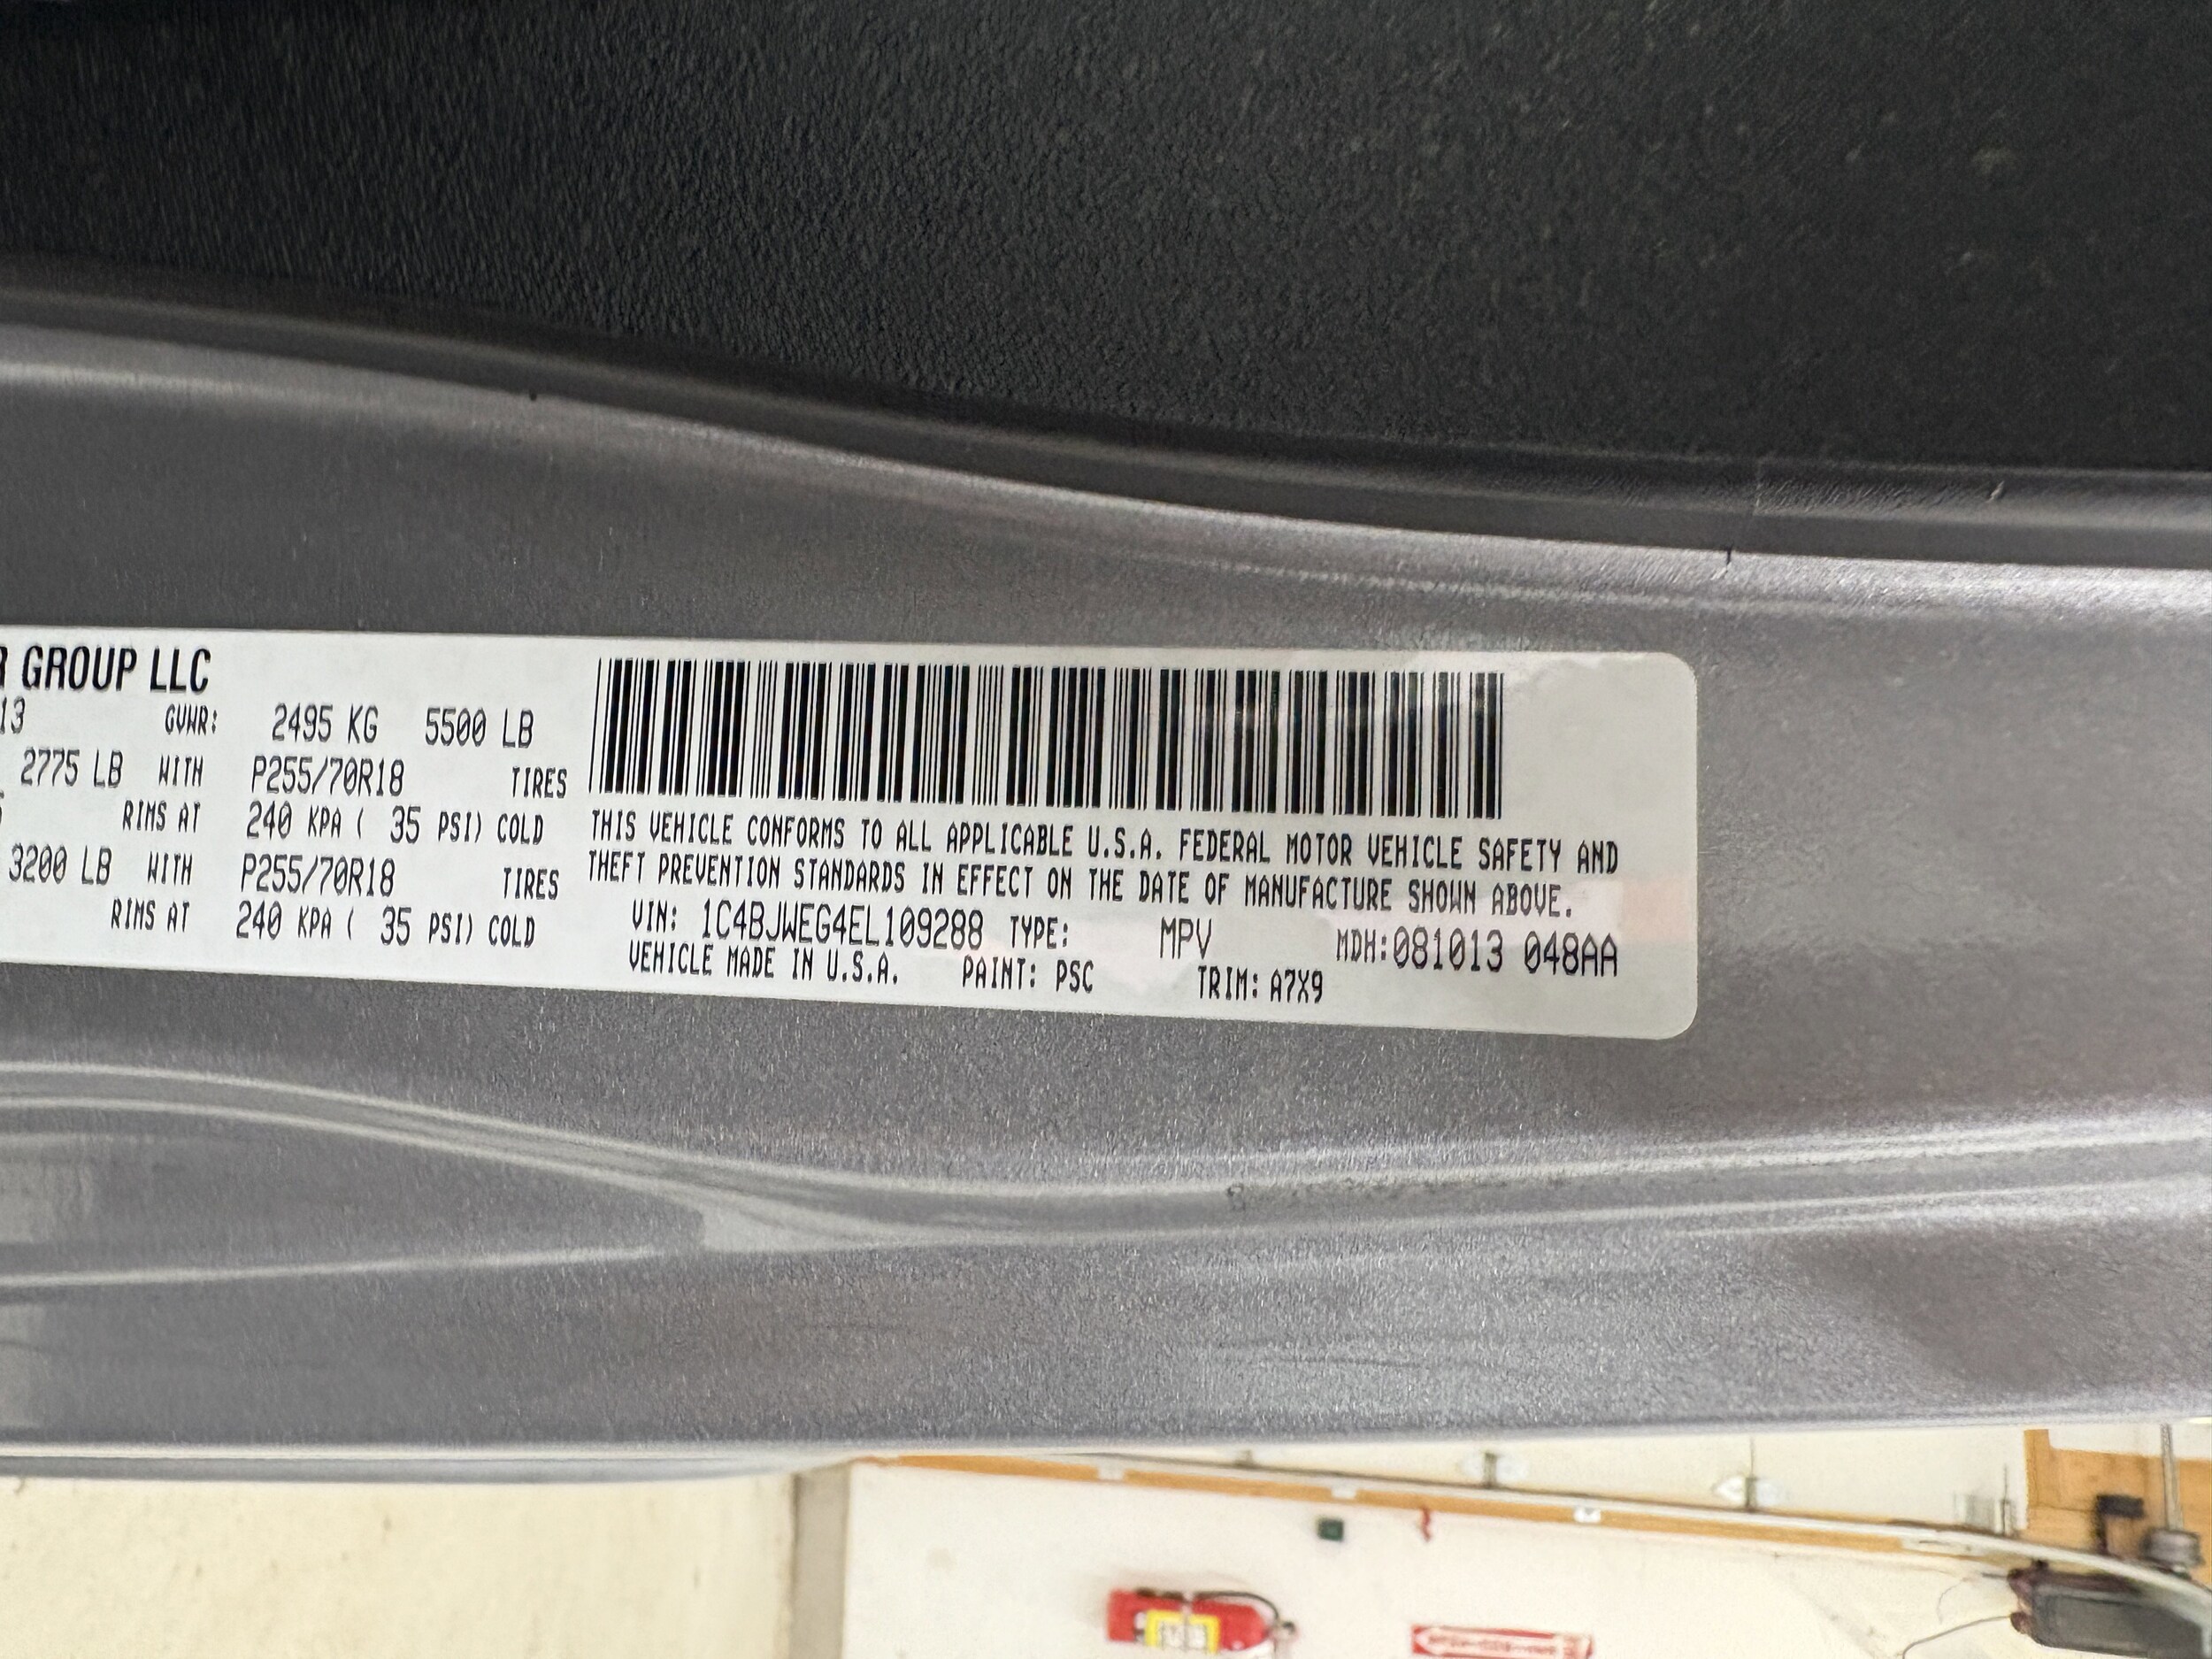 R GROUP LLC
13 GVWR: 2495 KG 5500 LB
2775 LB WITH P255/70R18 TIRES
RIMS AT 240 KPA ( 35 PSI) COLD
3200 LB WITH P255/70R18 TIRES
RIMS AT 240 KPA ( 35 PSI) COLD
THIS VEHICLE CONFORMS TO ALL APPLICABLE U.S.A. FEDERAL MOTOR VEHICLE SAFETY AND
THEFT PREVENTION STANDARDS IN EFFECT ON THE DATE OF MANUFACTURE SHOWN ABOVE.
VIN: 1C4BJWEG4EL109288 TYPE: MPV MDH:081013 048AA
VEHICLE MADE IN U.S.A. PAINT: PSC TRIM: A7X9